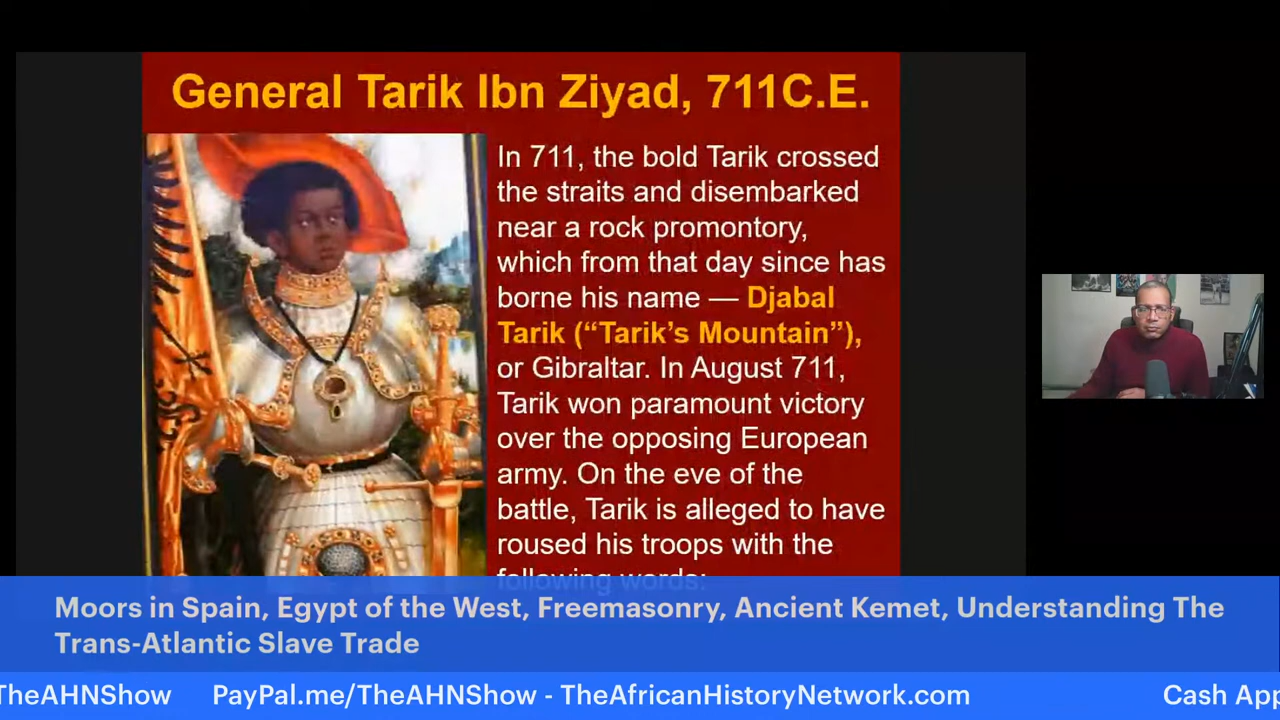 General Tarik Ibn Ziyad, 711C.E.
In 711, the bold Tarik crossed
the straits and disembarked
near a rock promontory,
which from that day since has
borne his name — Djabal
Tarik (“Tarik’s Mountain”),
or Gibraltar. In August 711,
Tarik won paramount victory
over the opposing European
army. On the eve of the
battle, Tarik is alleged to have
roused his troops with the
following words:
Moors in Spain, Egypt of the West, Freemasonry, Ancient Kemet, Understanding The
Trans-Atlantic Slave Trade
TheAHNShow PayPal.me/TheAHNShow - TheAfricanHistoryNetwork.com Cash App